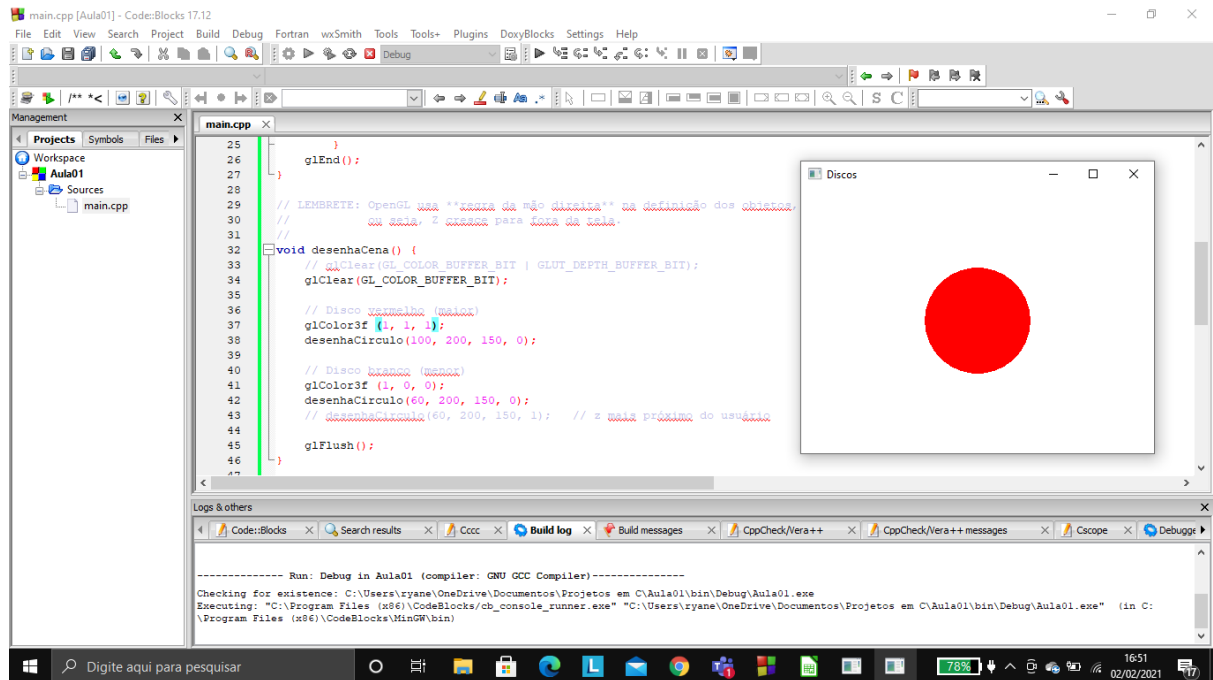 main.cpp [Aula01] - Code::Blocks 17.12
File Edit View Search Project Build Debug Fortran wxSmith Tools Tools+ Plugins DoxyBlocks Settings Help
Debug
/** *<
S C
Management
Projects Symbols Files
Workspace
Aula01
Sources
main.cpp
main.cpp
25 }
26 glEnd();
27 }
28
29 // LEMBRETE: OpenGL usa **regra da mão direita** na definição dos objetos,
30 // ou seja, Z cresce para fora da tela.
31 //
32 void desenhaCena() {
33 // glClear(GL_COLOR_BUFFER_BIT | GLUT_DEPTH_BUFFER_BIT);
34 glClear(GL_COLOR_BUFFER_BIT);
35
36 // Disco vermelho (maior)
37 glColor3f (1, 1, 1);
38 desenhaCirculo(100, 200, 150, 0);
39
40 // Disco branco (menor)
41 glColor3f (1, 0, 0);
42 desenhaCirculo(60, 200, 150, 0);
43 // desenhaCirculo(60, 200, 150, 1); // z mais próximo do usuário
44
45 glFlush();
46 }
Discos
Logs & others
Code::Blocks Search results Cccc Build log Build messages CppCheck/Vera++ CppCheck/Vera++ messages Cscope Debugge
-------------- Run: Debug in Aula01 (compiler: GNU GCC Compiler)---------------
Checking for existence: C:\Users\ryane\OneDrive\Documentos\Projetos em C\Aula01\bin\Debug\Aula01.exe
Executing: "C:\Program Files (x86)\CodeBlocks/cb_console_runner.exe" "C:\Users\ryane\OneDrive\Documentos\Projetos em C\Aula01\bin\Debug\Aula01.exe" (in C:
\Program Files (x86)\CodeBlocks\MinGW\bin)
Digite aqui para pesquisar
L
78%
16:51
02/02/2021
17